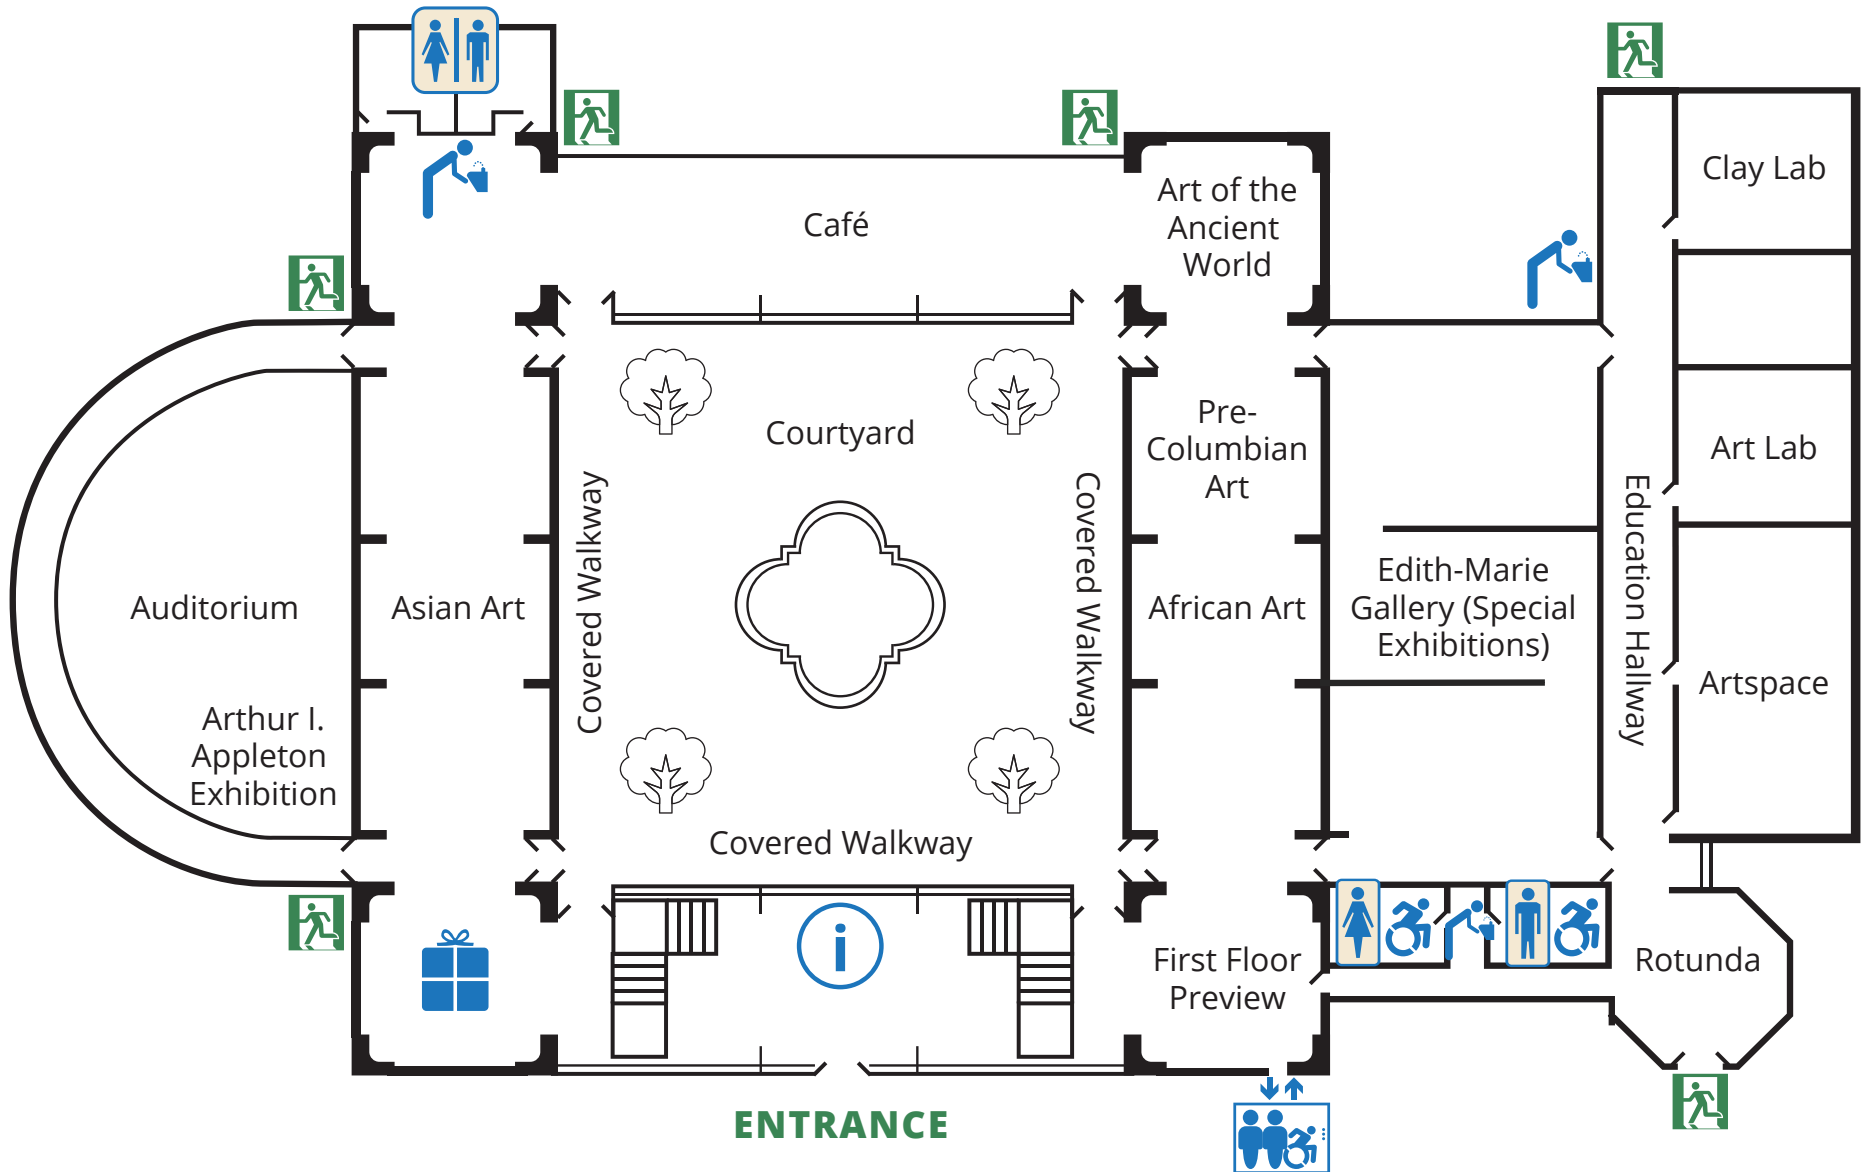 Clay Lab
Art of the
Ancient
World
Café
Pre-
Columbian
Art
Courtyard
Art Lab
Covered Walkway
Covered Walkway
Education Hallway
Edith-Marie
Gallery (Special
Exhibitions)
Auditorium
Asian Art
African Art
Artspace
Arthur I.
Appleton
Exhibition
Covered Walkway
i
First Floor
Preview
Rotunda
ENTRANCE